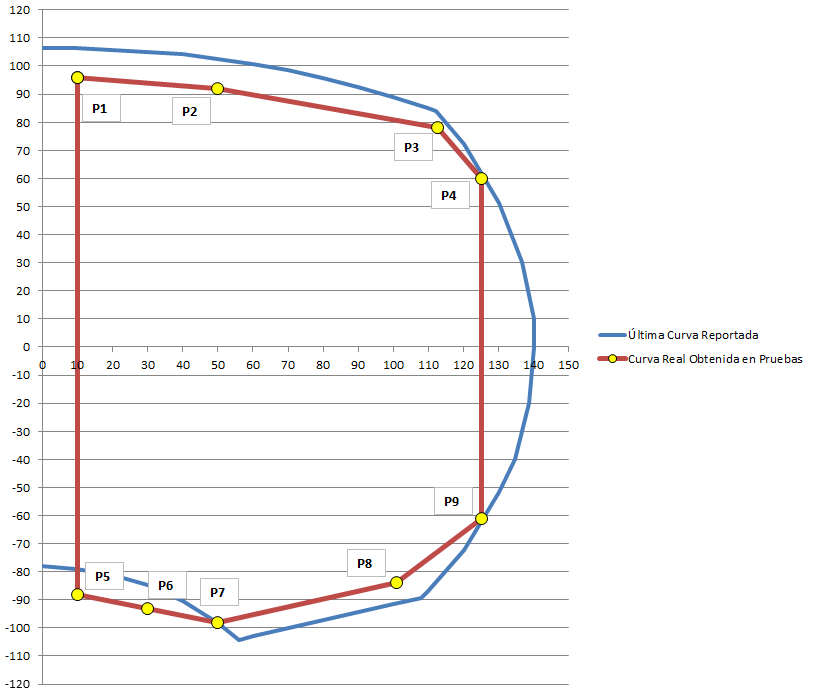 120
110
100
90
80
70
60
50
40
30
20
10
0
-10
-20
-30
-40
-50
-60
-70
-80
-90
-100
-110
-120
0 10 20 30 40 50 60 70 80 90 100 110 120 130 140 150
P1
P2
P3
P4
P5
P6
P7
P8
P9
Última Curva Reportada
Curva Real Obtenida en Pruebas